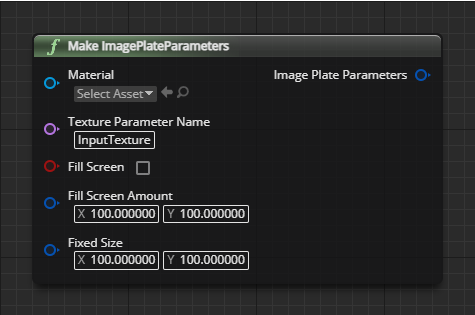 f Make ImagePlateParameters
Material Image Plate Parameters
Select Asset
Texture Parameter Name
InputTexture
Fill Screen
Fill Screen Amount
X 100.000000 Y 100.000000
Fixed Size
X 100.000000 Y 100.000000